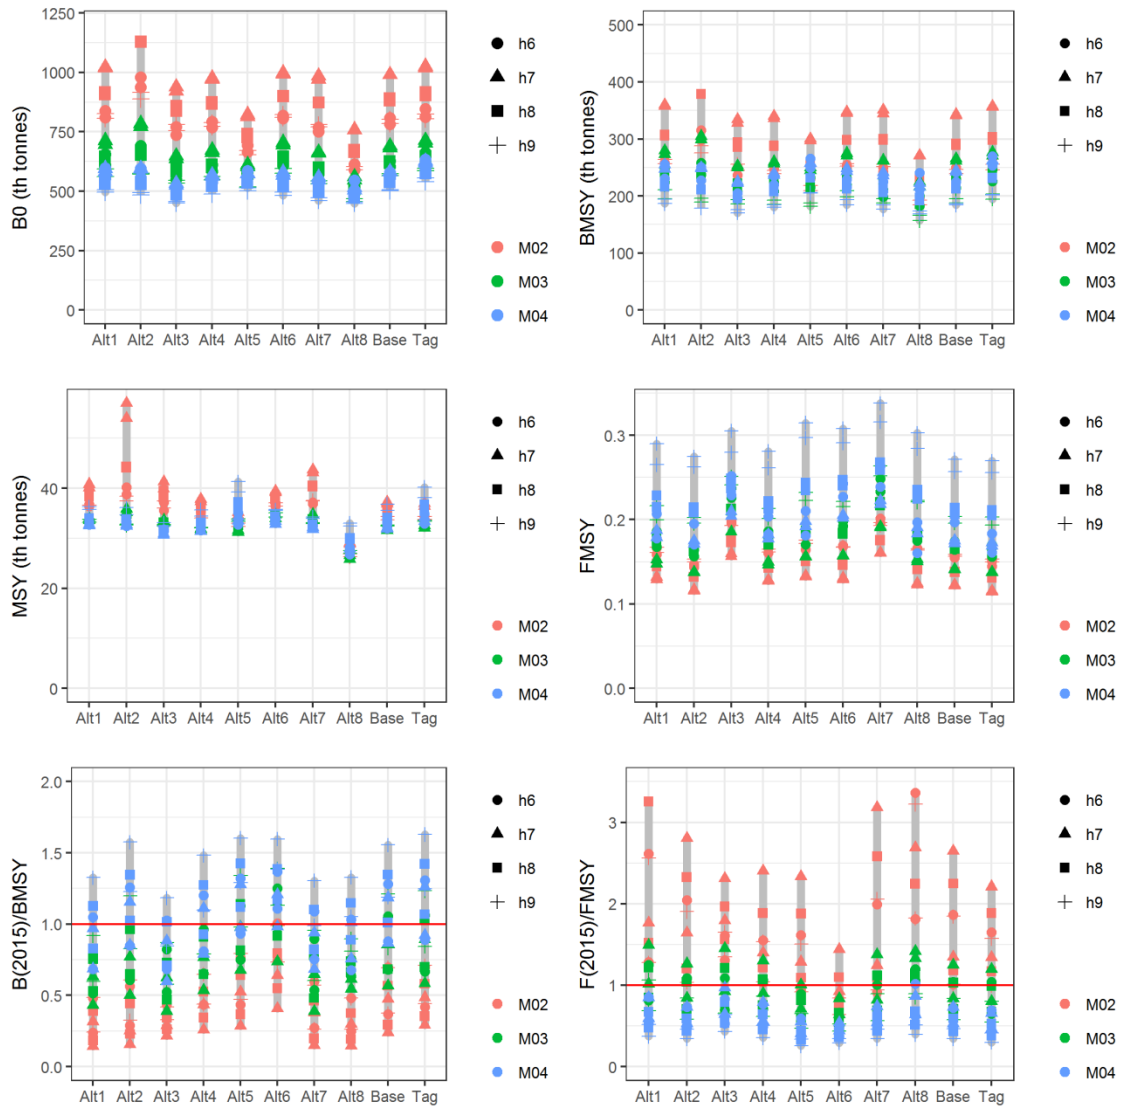 B0 (th tonnes)
1250
1000
750
500
250
0
Alt1 Alt2 Alt3 Alt4 Alt5 Alt6 Alt7 Alt8 Base Tag
h6
h7
h8
h9
M02
M03
M04
BMSY (th tonnes)
500
400
300
200
100
0
Alt1 Alt2 Alt3 Alt4 Alt5 Alt6 Alt7 Alt8 Base Tag
h6
h7
h8
h9
M02
M03
M04
MSY (th tonnes)
40
20
0
Alt1 Alt2 Alt3 Alt4 Alt5 Alt6 Alt7 Alt8 Base Tag
h6
h7
h8
h9
M02
M03
M04
FMSY
0.3
0.2
0.1
0.0
Alt1 Alt2 Alt3 Alt4 Alt5 Alt6 Alt7 Alt8 Base Tag
h6
h7
h8
h9
M02
M03
M04
B(2015)/BMSY
2.0
1.5
1.0
0.5
0.0
Alt1 Alt2 Alt3 Alt4 Alt5 Alt6 Alt7 Alt8 Base Tag
h6
h7
h8
h9
M02
M03
M04
F(2015)/FMSY
3
2
1
0
Alt1 Alt2 Alt3 Alt4 Alt5 Alt6 Alt7 Alt8 Base Tag
h6
h7
h8
h9
M02
M03
M04